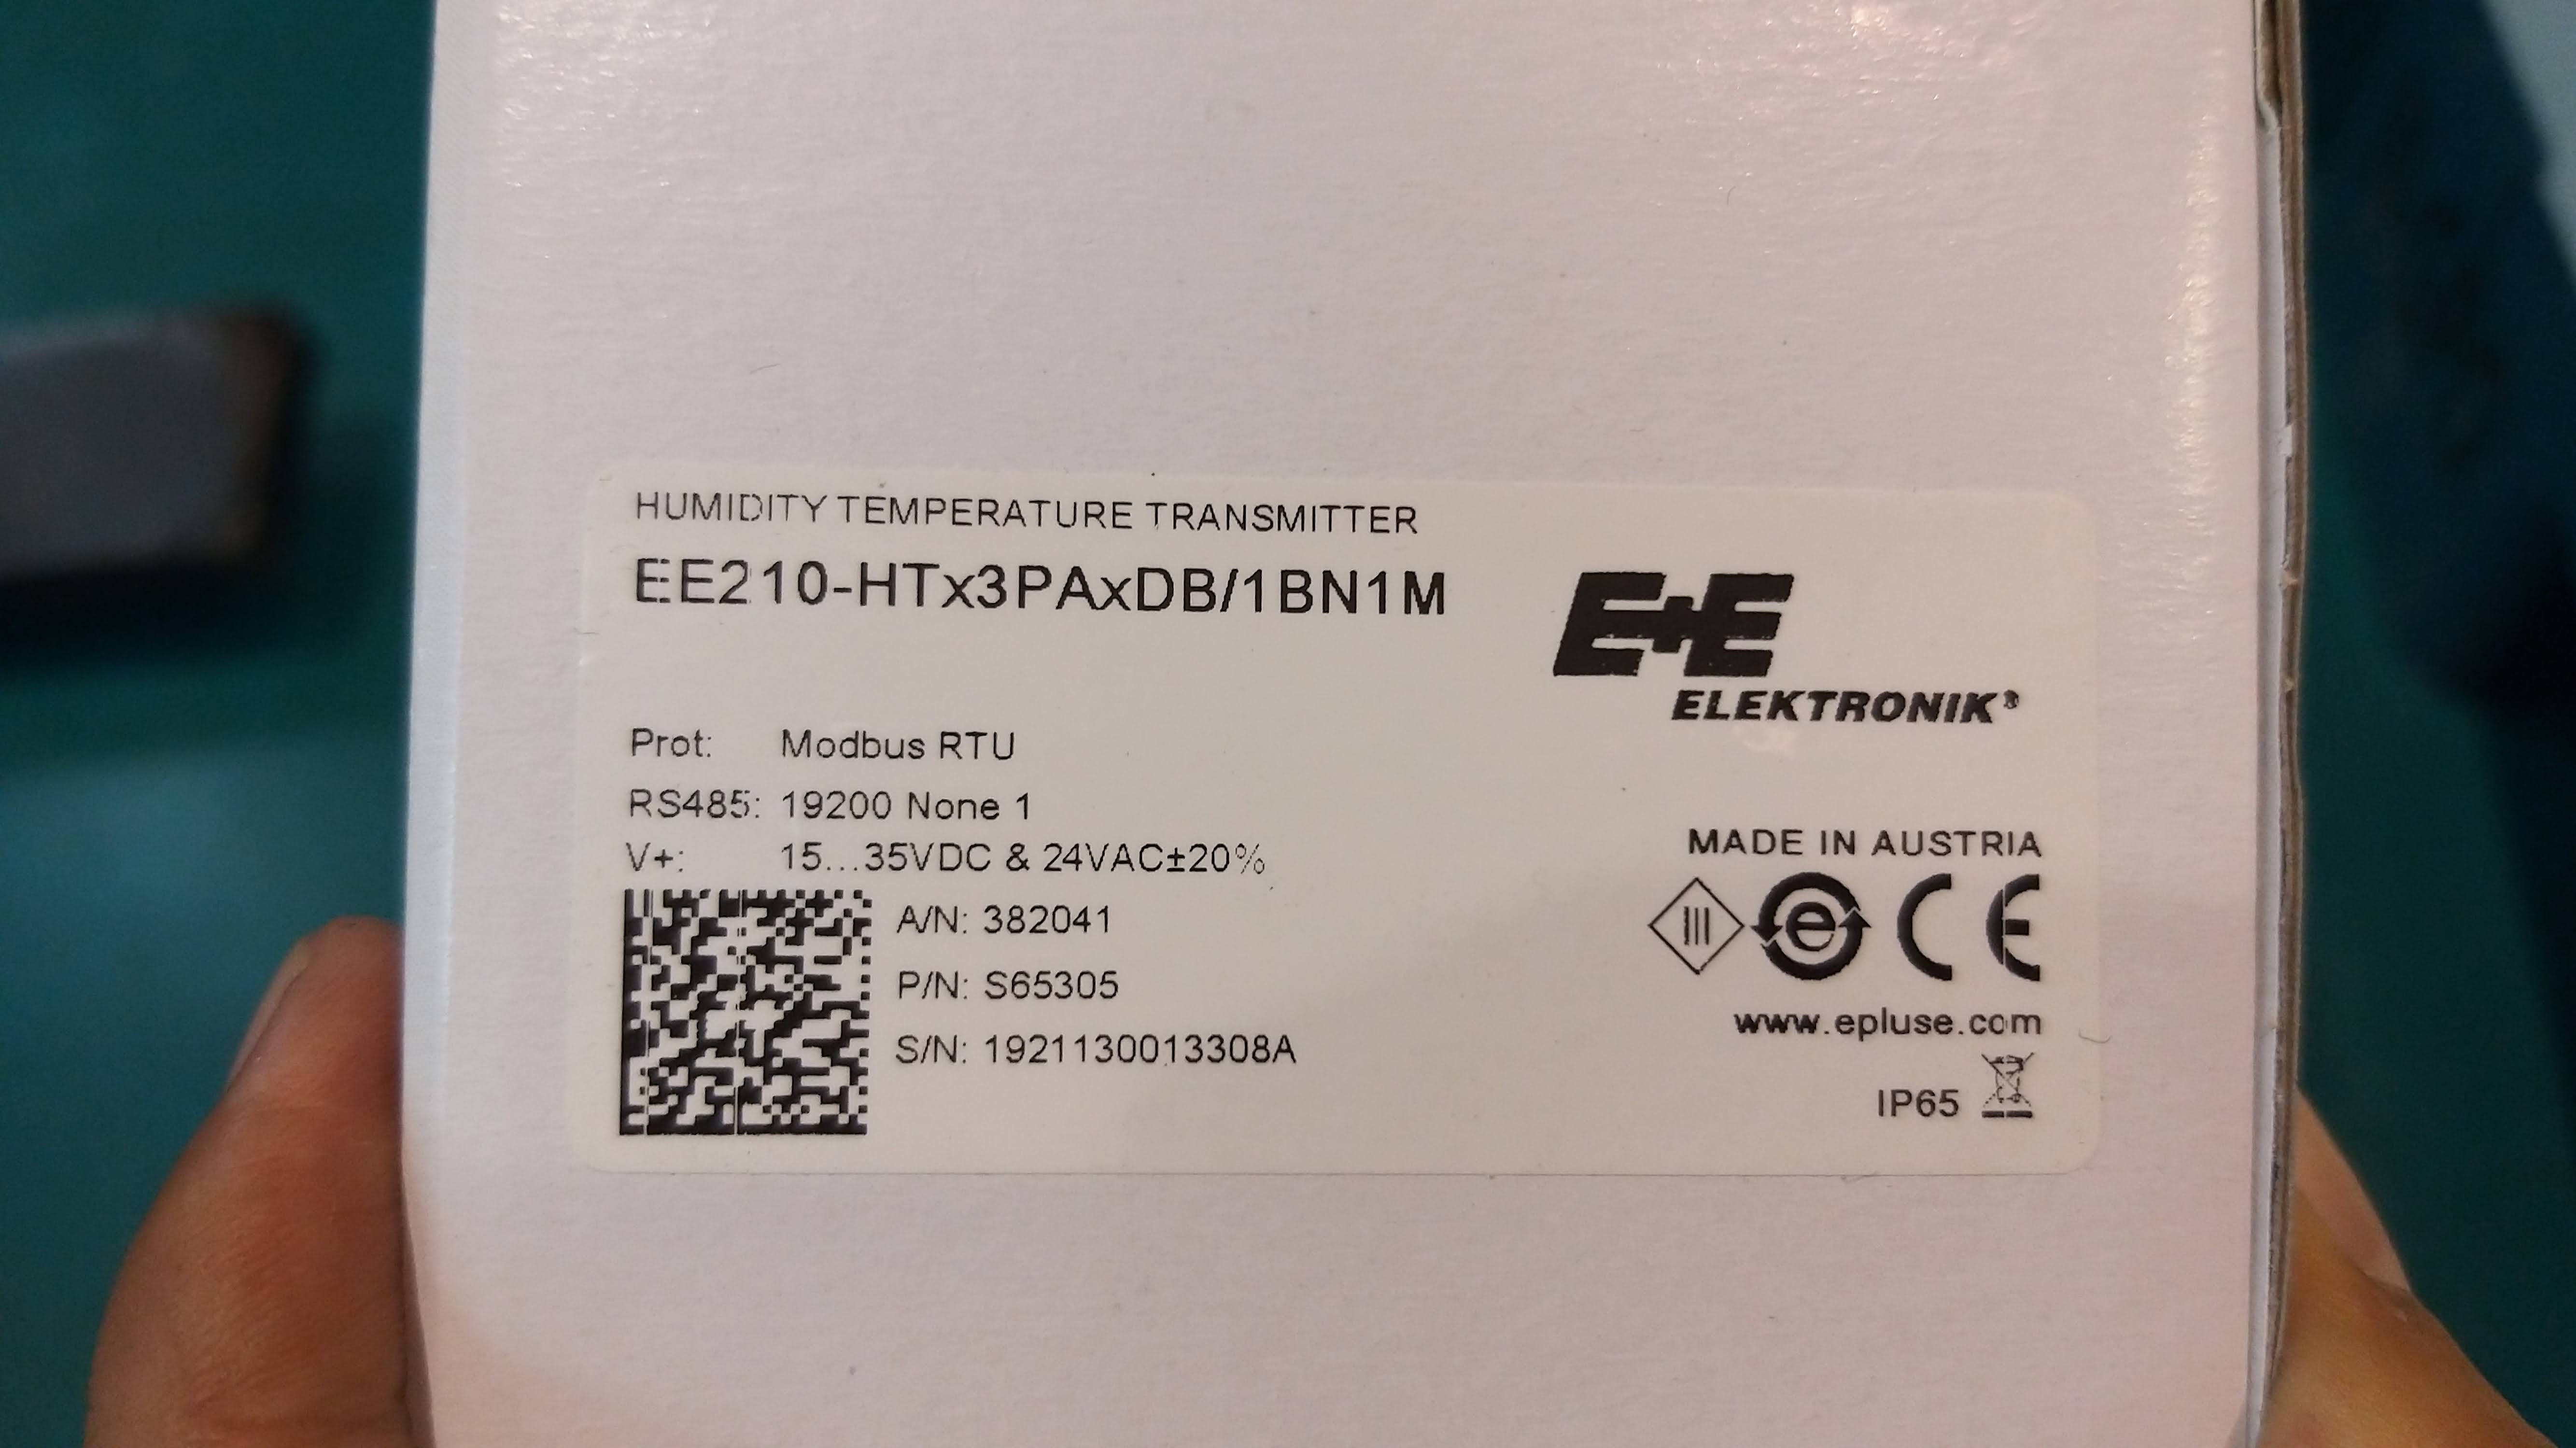 HUMIDITY TEMPERATURE TRANSMITTER
EE210-HTx3PAxDB/1BN1M
E+E
ELEKTRONIK®
Prot: Modbus RTU
RS485: 19200 None 1
V+: 15...35VDC & 24VAC±20%
A/N: 382041
P/N: S65305
S/N: 1921130013308A
MADE IN AUSTRIA
III e CE
www.epluse.com
IP65